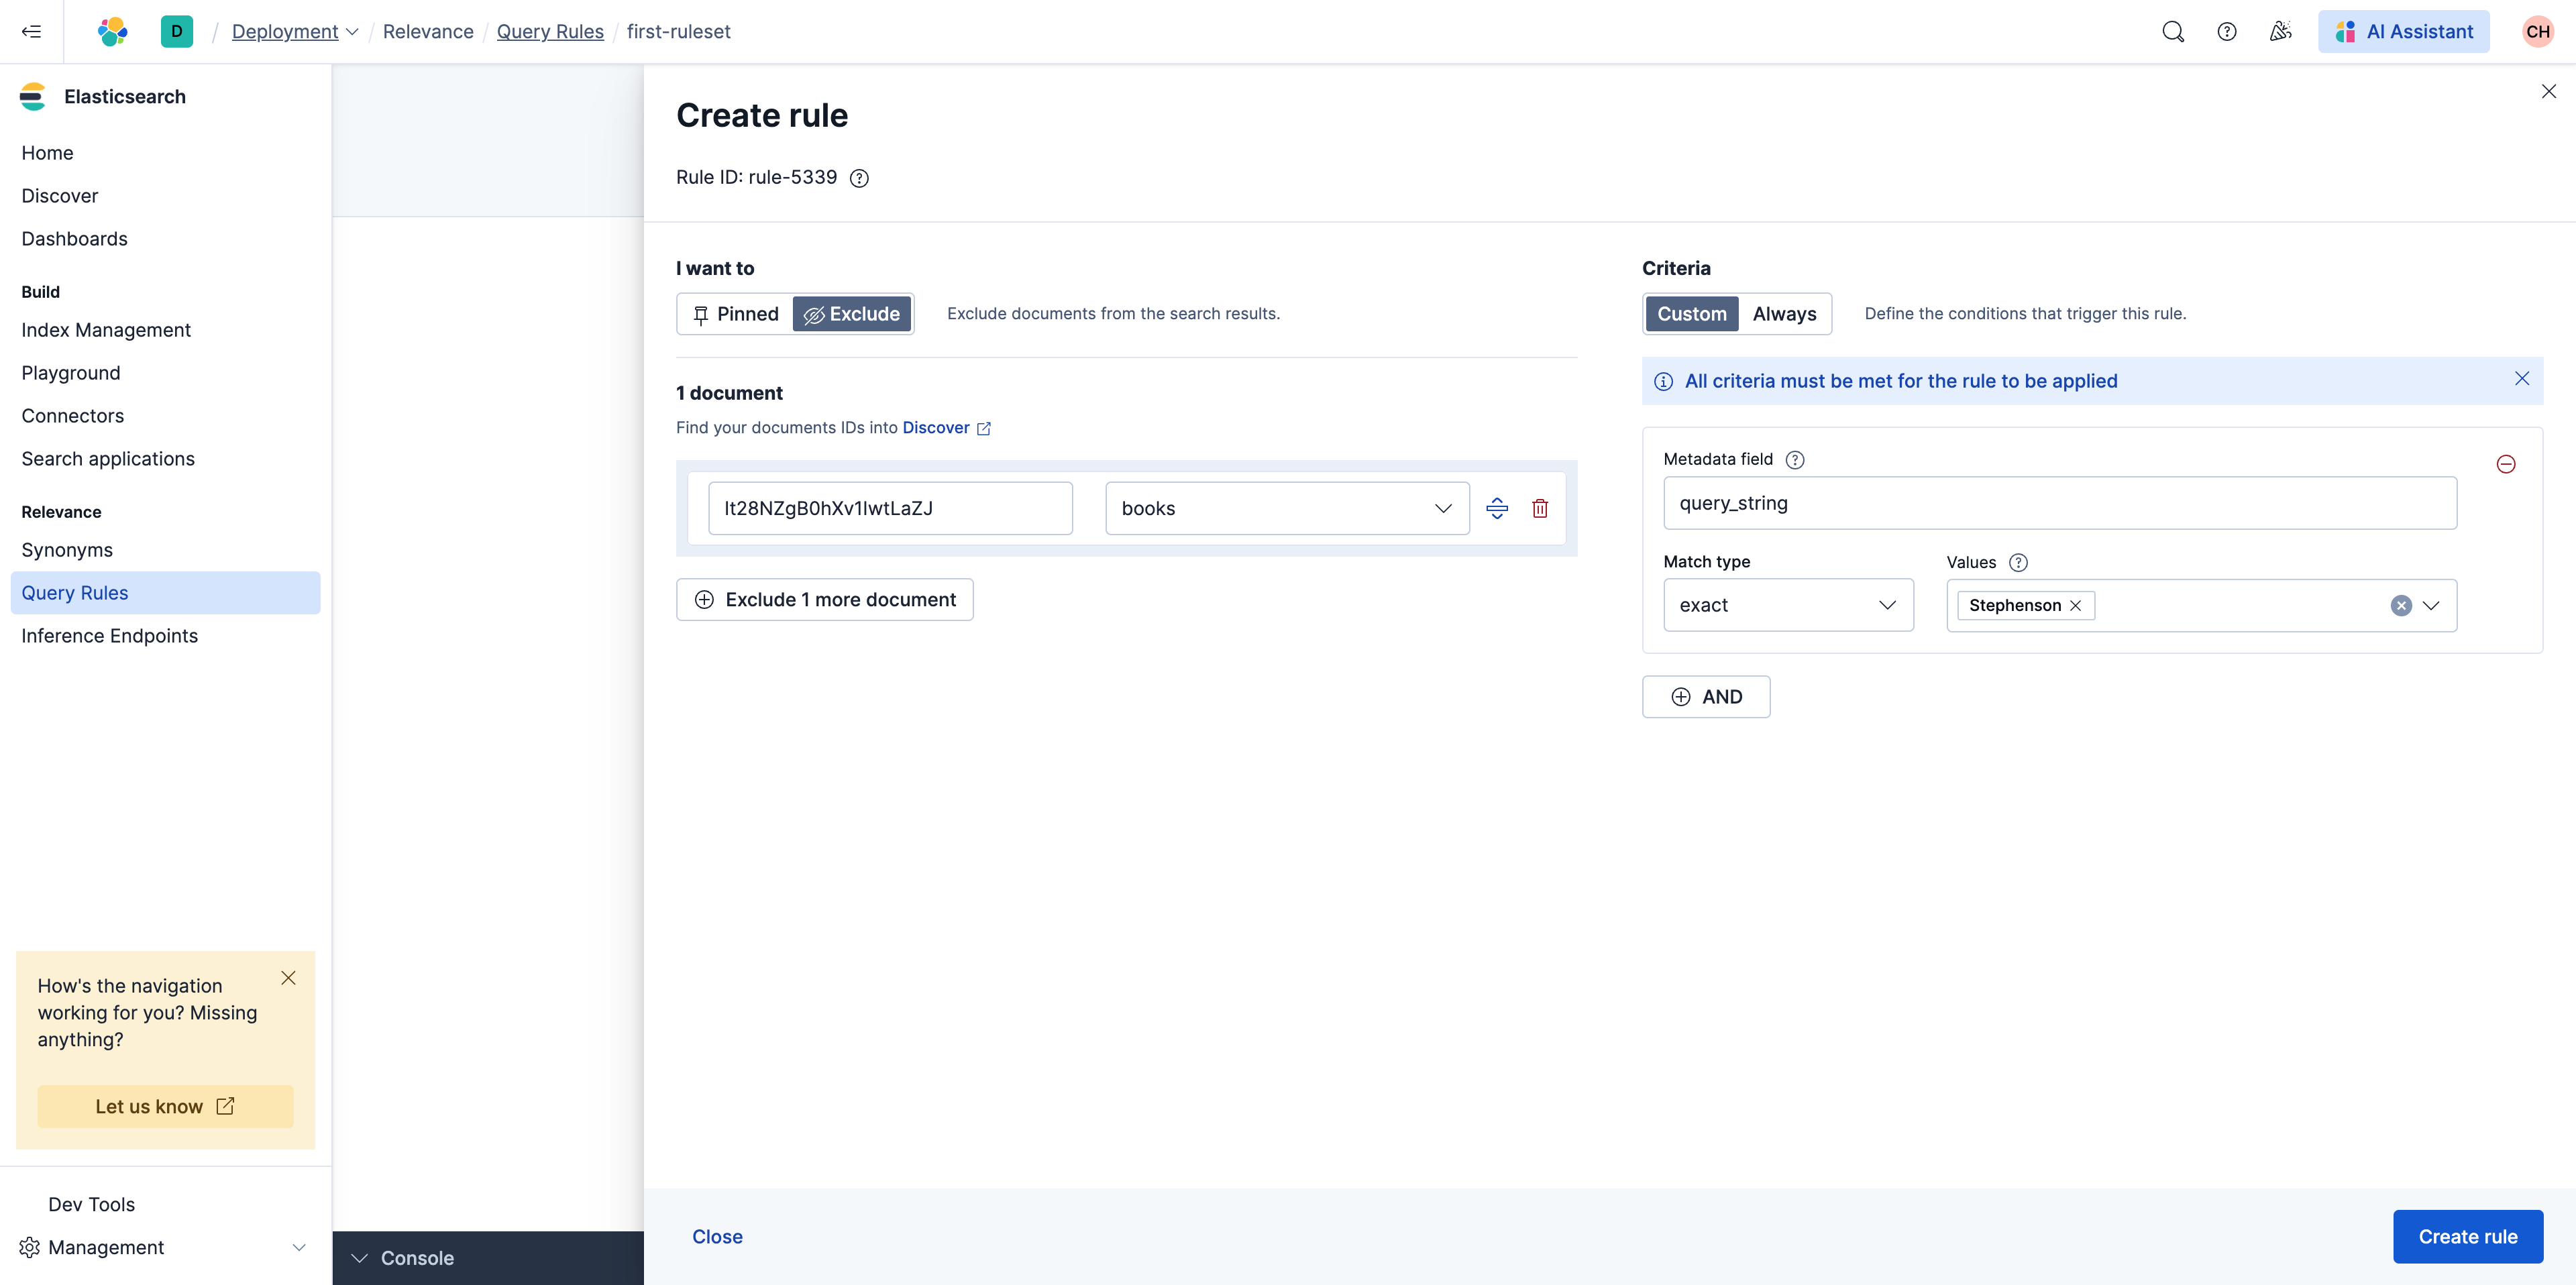 D / Deployment / Relevance / Query Rules / first-ruleset
AI Assistant
CH
Elasticsearch
Home
Discover
Dashboards
Build
Index Management
Playground
Connectors
Search applications
Relevance
Synonyms
Query Rules
Inference Endpoints
How's the navigation
working for you? Missing
anything?
Let us know
Dev Tools
Management
Console
Create rule
Rule ID: rule-5339
I want to
Pinned
Exclude
Exclude documents from the search results.
1 document
Find your documents IDs into Discover
It28NZgB0hXv1IwtLaZJ
books
Exclude 1 more document
Criteria
Custom
Always
Define the conditions that trigger this rule.
All criteria must be met for the rule to be applied
Metadata field
query_string
Match type
Values
exact
Stephenson
AND
Close
Create rule